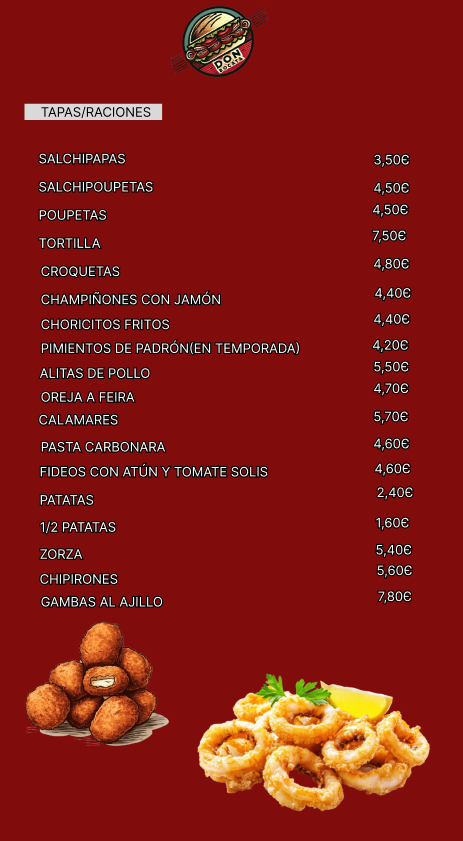 DON
BOCATA
TAPAS/RACIONES
SALCHIPAPAS 3,50€
SALCHIPOUPETAS 4,50€
POUPETAS 4,50€
TORTILLA 7,50€
CROQUETAS 4,80€
CHAMPIÑONES CON JAMÓN 4,40€
CHORICITOS FRITOS 4,40€
PIMIENTOS DE PADRÓN(EN TEMPORADA) 4,20€
ALITAS DE POLLO 5,50€
OREJA A FEIRA 4,70€
CALAMARES 5,70€
PASTA CARBONARA 4,60€
FIDEOS CON ATÚN Y TOMATE SOLIS 4,60€
PATATAS 2,40€
1/2 PATATAS 1,60€
ZORZA 5,40€
CHIPIRONES 5,60€
GAMBAS AL AJILLO 7,80€